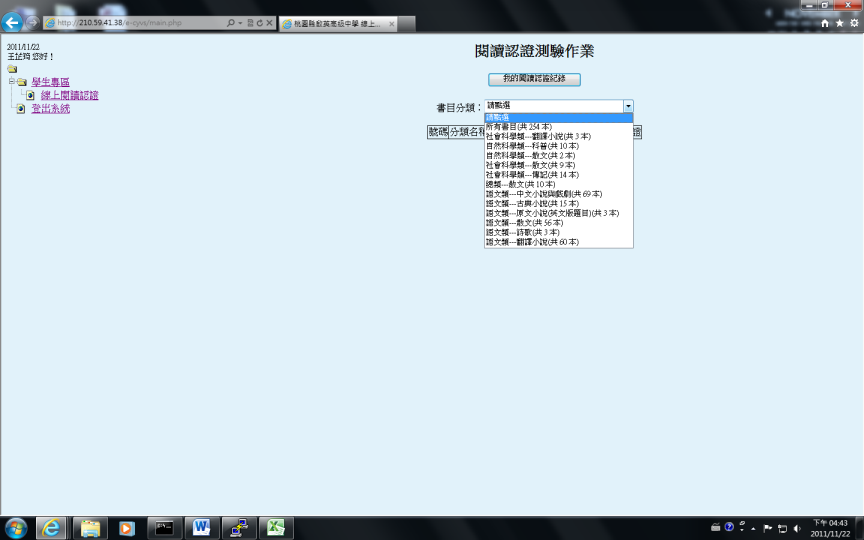 http://210.59.41.38/e-cyvs/main.php
桃園縣啟英高級中學 線上...
2011/11/22
您好！
學生專區
線上閱讀認證
登出系統
閱讀認證測驗作業
我的閱讀認證紀錄
書目分類：請點選
請點選
所有書目(共 254 本)
號碼 分類名稱
社會科學類---翻譯小說(共 3 本)
自然科學類---科普(共 10 本)
自然科學類---散文(共 2 本)
社會科學類---散文(共 9 本)
社會科學類---傳記(共 14 本)
總類---散文(共 10 本)
語文類---中文小說與戲劇(共 69 本)
語文類---古典小說(共 15 本)
語文類---原文小說(英文版題目)(共 3 本)
語文類---散文(共 56 本)
語文類---詩歌(共 3 本)
語文類---翻譯小說(共 60 本)
下午 04:43
2011/11/22